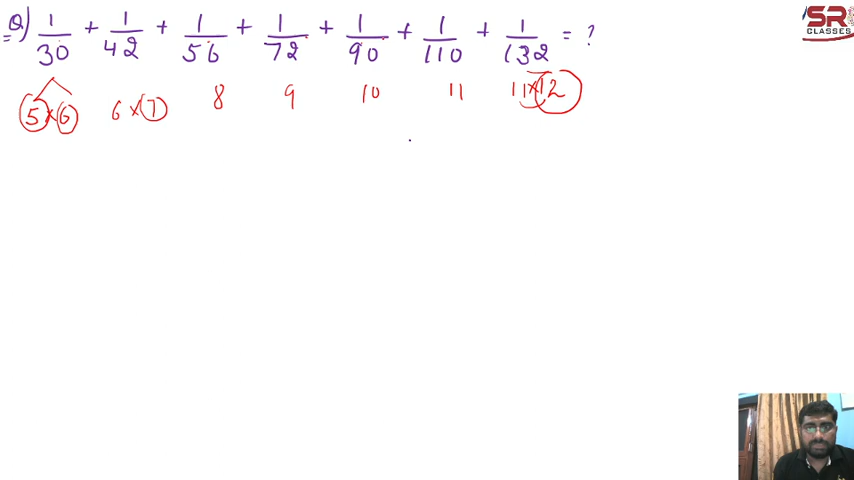 Q) 1/30 + 1/42 + 1/56 + 1/72 + 1/90 + 1/110 + 1/132 = ?
5×6 6×7 8 9 10 11 11×12
SR
CLASSES